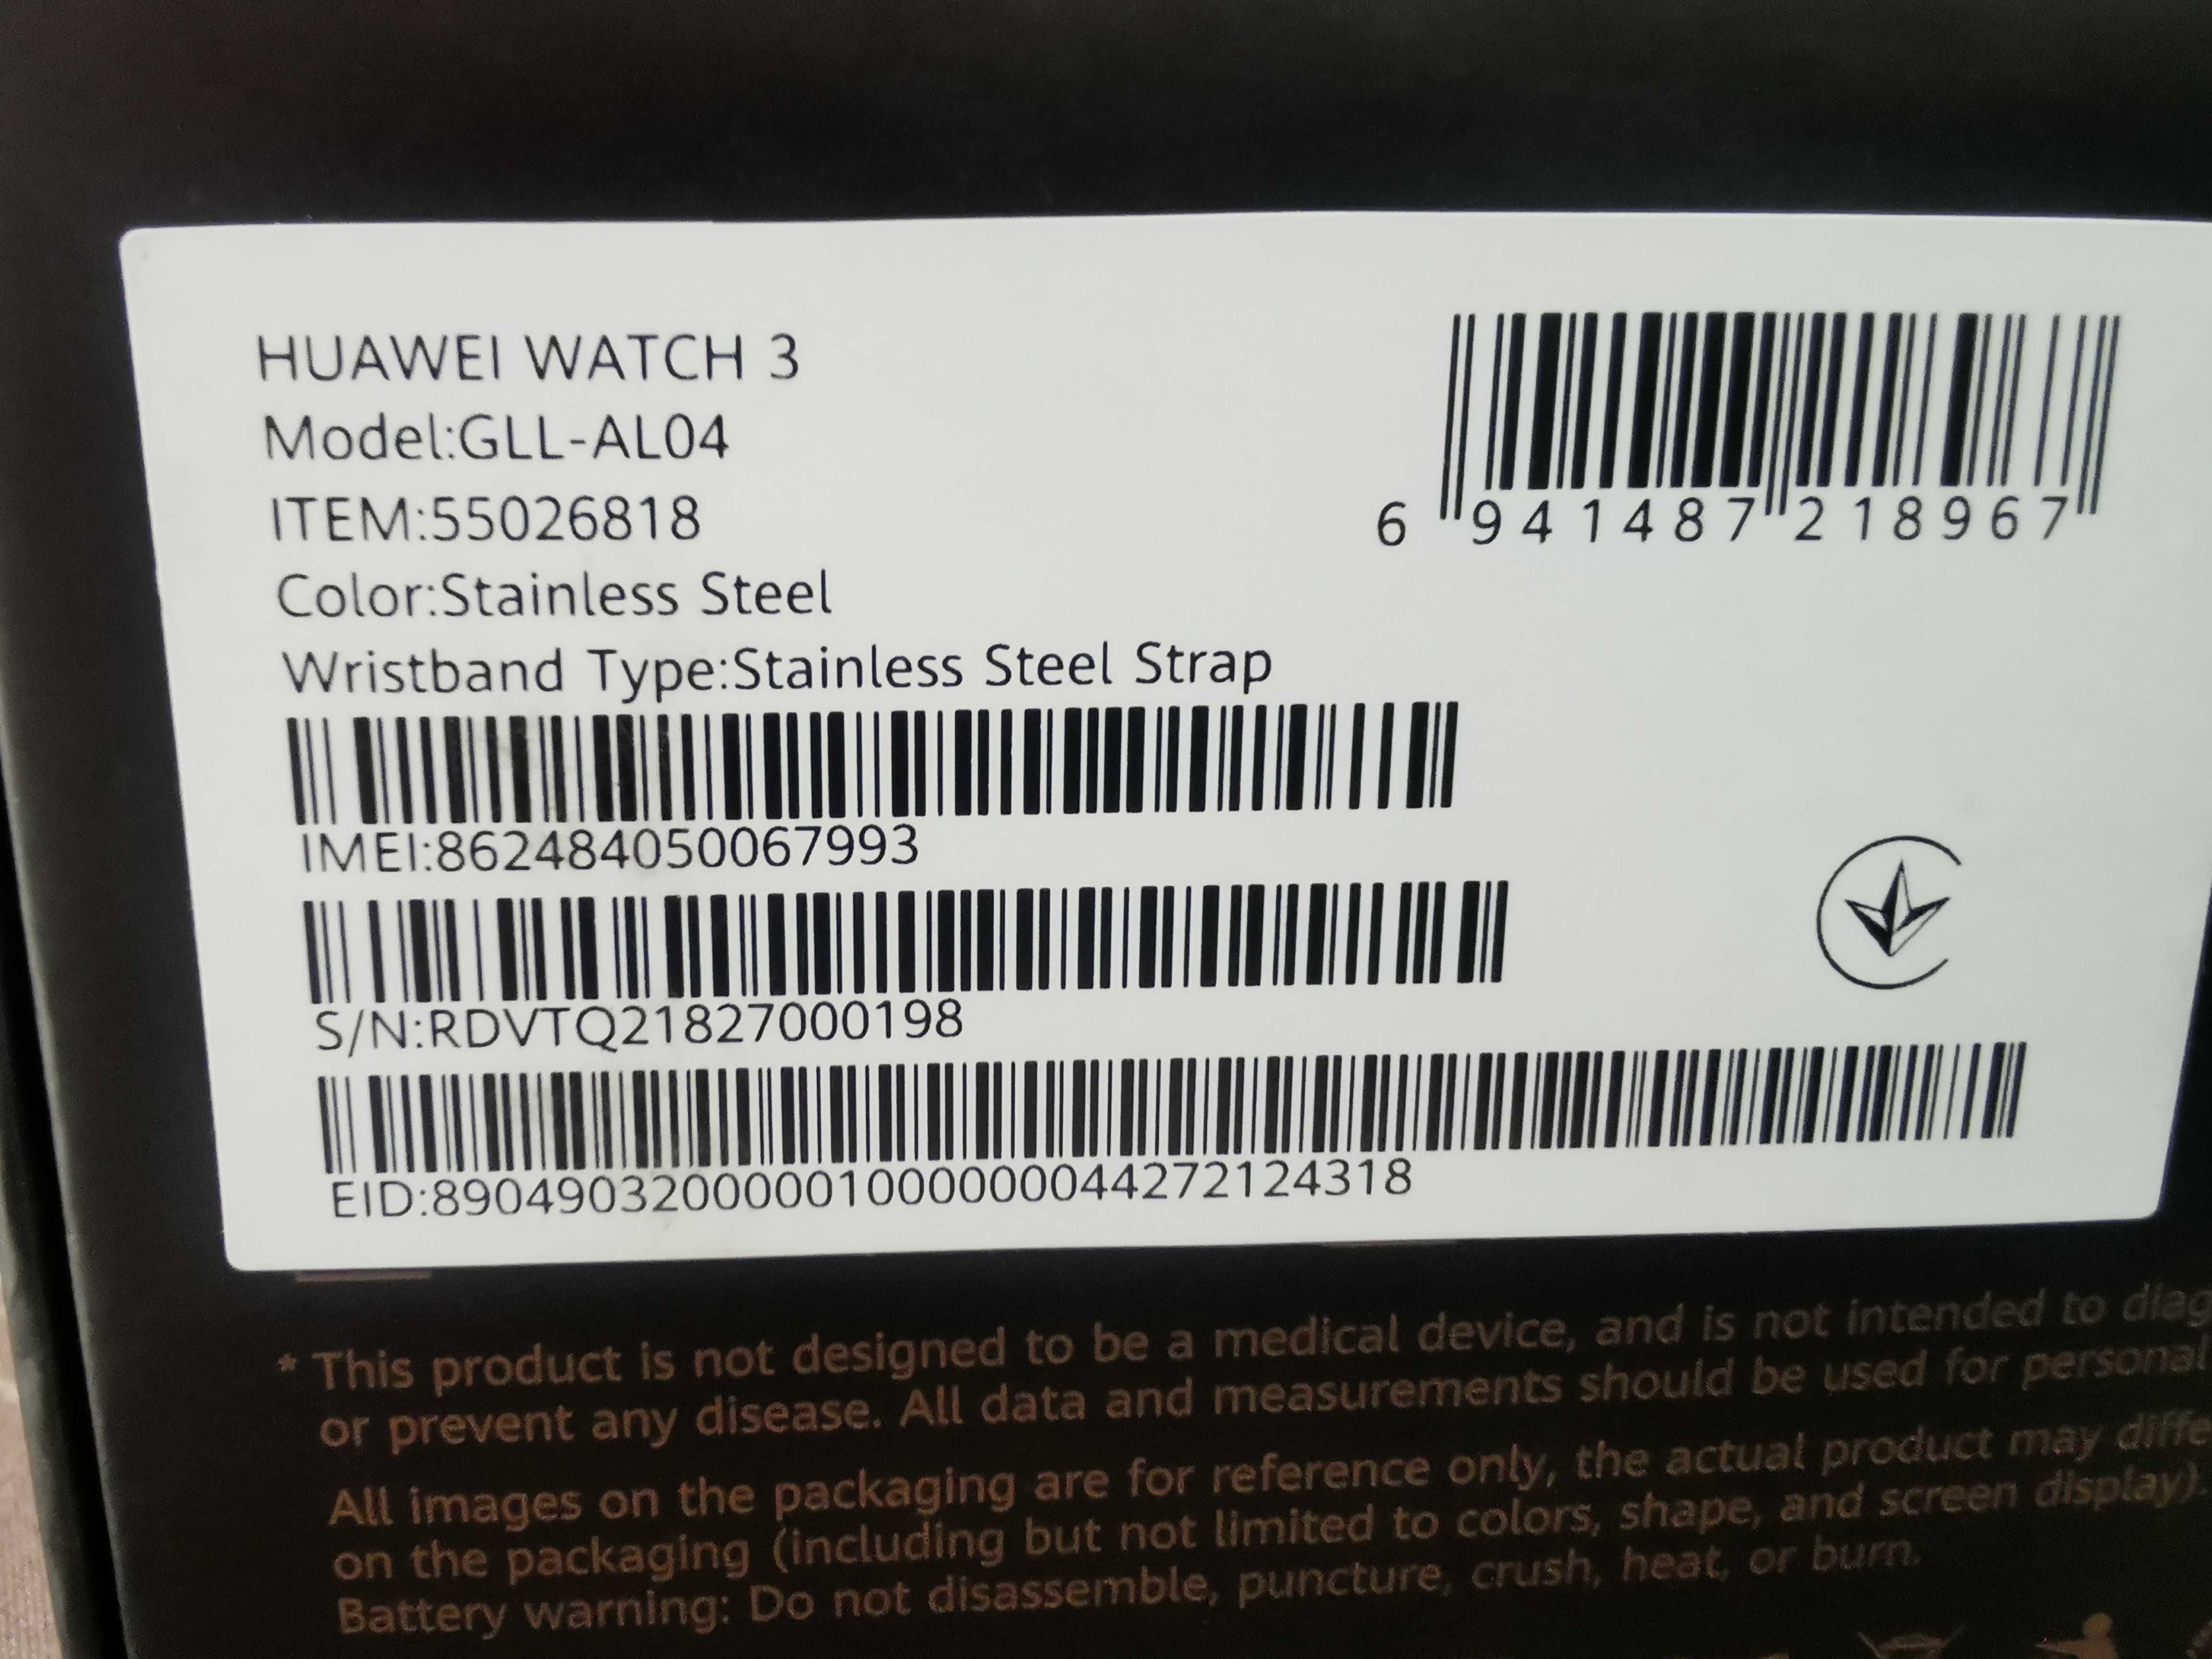 HUAWEI WATCH 3
Model:GLL-AL04
ITEM:55026818
Color:Stainless Steel
Wristband Type:Stainless Steel Strap
6 941487 218967
IMEI:862484050067993
S/N:RDVTQ21827000198
EID:89049032000001000000044272124318
* This product is not designed to be a medical device, and is not intended to
or prevent any disease. All data and measurements should be used for personal
All images on the packaging are for reference only, the actual product may
on the packaging (including but not limited to colors, shape, and screen display).
Battery warning: Do not disassemble, puncture, crush, heat, or burn.